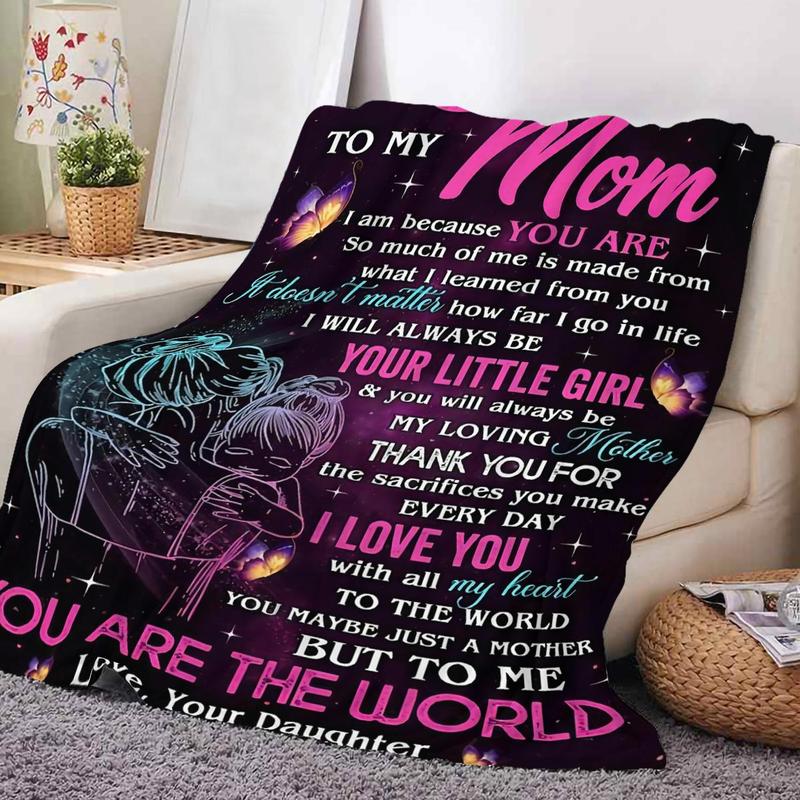 TO MY Mom
I am because YOU ARE
So much of me is made from
what I learned from you
It doesn't matter how far I go in life
I WILL ALWAYS BE
YOUR LITTLE GIRL
& you will always be
MY LOVING Mother
THANK YOU FOR
the sacrifices you make
EVERY DAY
I LOVE YOU
with all my heart
TO THE WORLD
YOU MAYBE JUST A MOTHER
BUT TO ME
YOU ARE THE WORLD
Love, Your Daughter